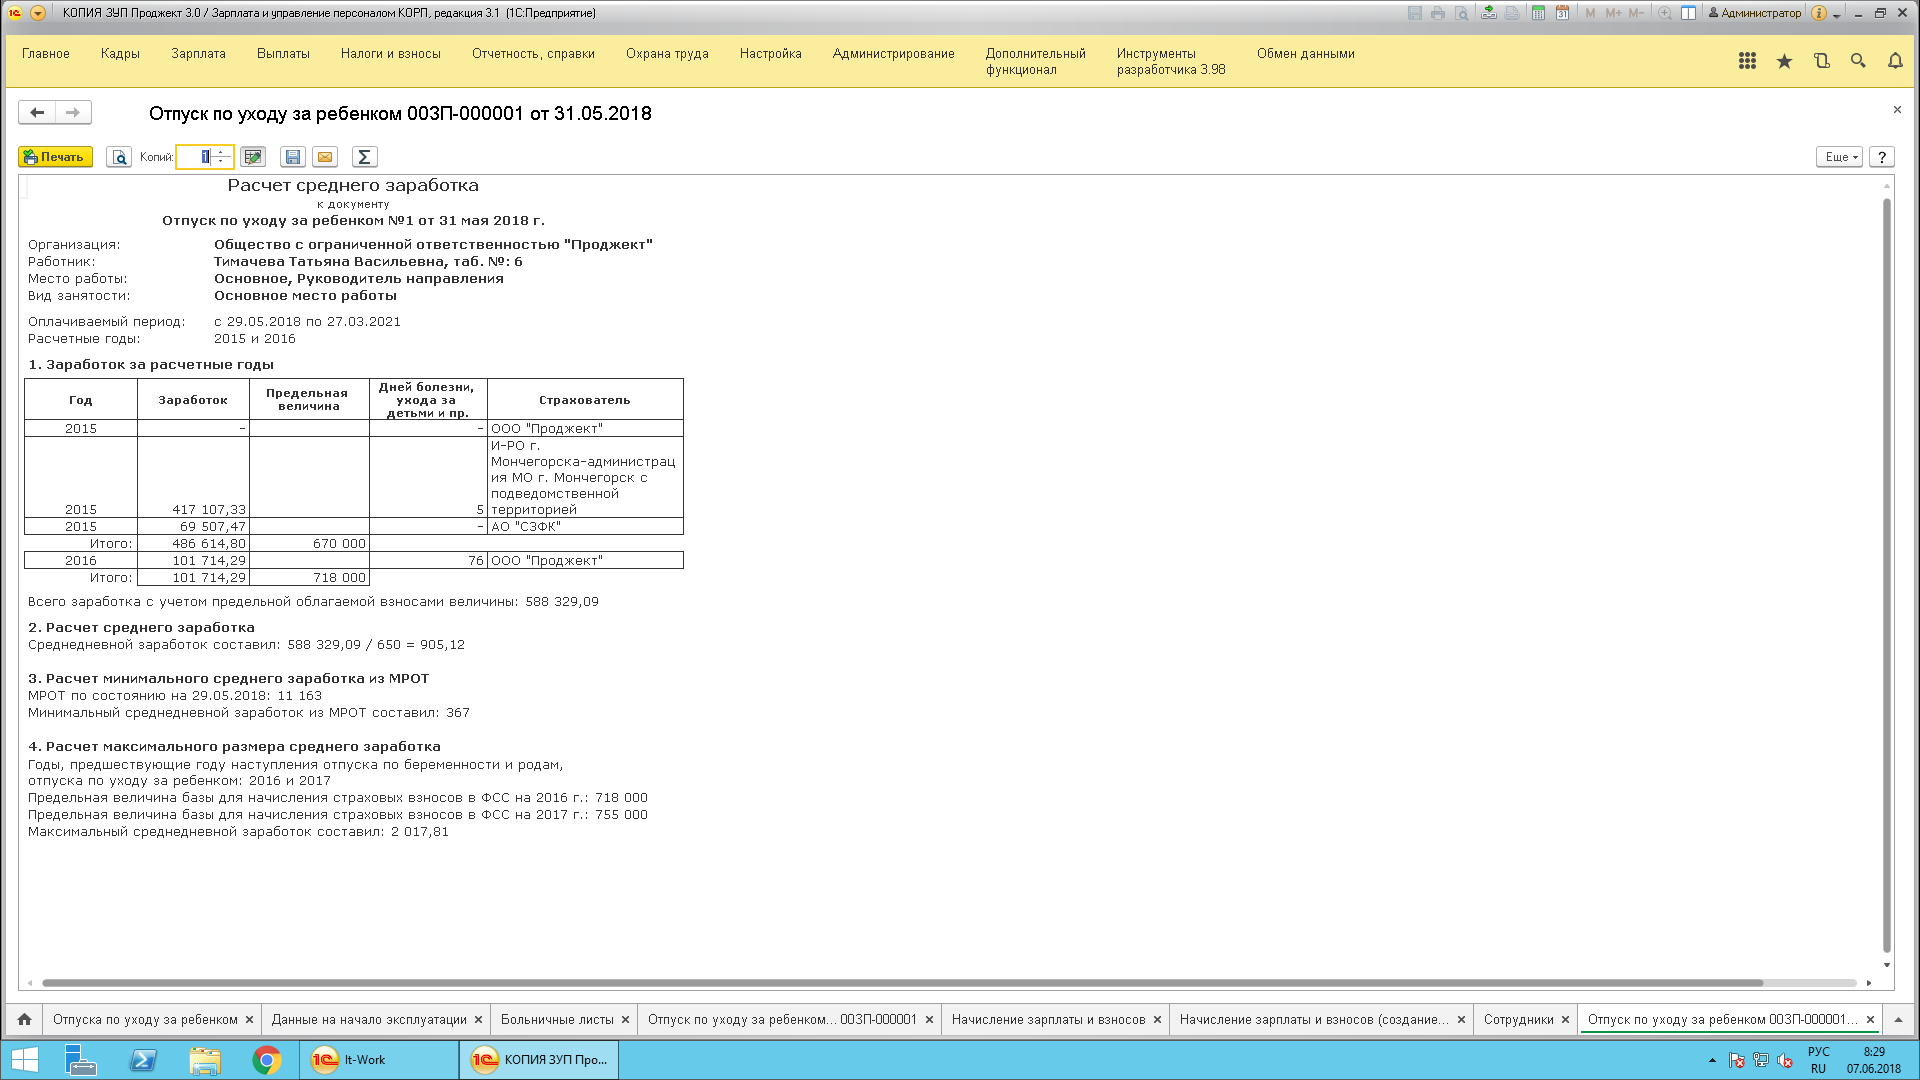 КОПИЯ ЗУП Проджект 3.0 / Зарплата и управление персоналом КОРП, редакция 3.1 (1С:Предприятие)
M M+ M- Администратор
Главное Кадры Зарплата Выплаты Налоги и взносы Отчетность, справки Охрана труда Настройка Администрирование Дополнительный функционал Инструменты разработчика 3.98 Обмен данными
Отпуск по уходу за ребенком 00ЗП-000001 от 31.05.2018
Печать Копий: 1 Еще ?
Расчет среднего заработка
к документу
Отпуск по уходу за ребенком №1 от 31 мая 2018 г.
Организация: Общество с ограниченной ответственностью "Проджект"
Работник: Тимачева Татьяна Васильевна, таб. №: 6
Место работы: Основное, Руководитель направления
Вид занятости: Основное место работы
Оплачиваемый период: с 29.05.2018 по 27.03.2021
Расчетные годы: 2015 и 2016
1. Заработок за расчетные годы
Год Заработок Предельная величина Дней болезни, ухода за детьми и пр. Страхователь
2015 - - ООО "Проджект"
И-РО г.
Мончегорска-администрац
ия МО г. Мончегорск с
подведомственной
2015 417 107,33 5 территорией
2015 69 507,47 - АО "СЗФК"
Итого: 486 614,80 670 000
2016 101 714,29 76 ООО "Проджект"
Итого: 101 714,29 718 000
Всего заработка с учетом предельной облагаемой взносами величины: 588 329,09
2. Расчет среднего заработка
Среднедневной заработок составил: 588 329,09 / 650 = 905,12
3. Расчет минимального среднего заработка из МРОТ
МРОТ по состоянию на 29.05.2018: 11 163
Минимальный среднедневной заработок из МРОТ составил: 367
4. Расчет максимального размера среднего заработка
Годы, предшествующие году наступления отпуска по беременности и родам,
отпуска по уходу за ребенком: 2016 и 2017
Предельная величина базы для начисления страховых взносов в ФСС на 2016 г.: 718 000
Предельная величина базы для начисления страховых взносов в ФСС на 2017 г.: 755 000
Максимальный среднедневной заработок составил: 2 017,81
Отпуска по уходу за ребенком Данные на начало эксплуатации Больничные листы Отпуск по уходу за ребенком... 00ЗП-000001 Начисление зарплаты и взносов Начисление зарплаты и взносов (создание... Сотрудники Отпуск по уходу за ребенком 00ЗП-000001...
It-Work КОПИЯ ЗУП Про... РУС 8:29
RU 07.06.2018